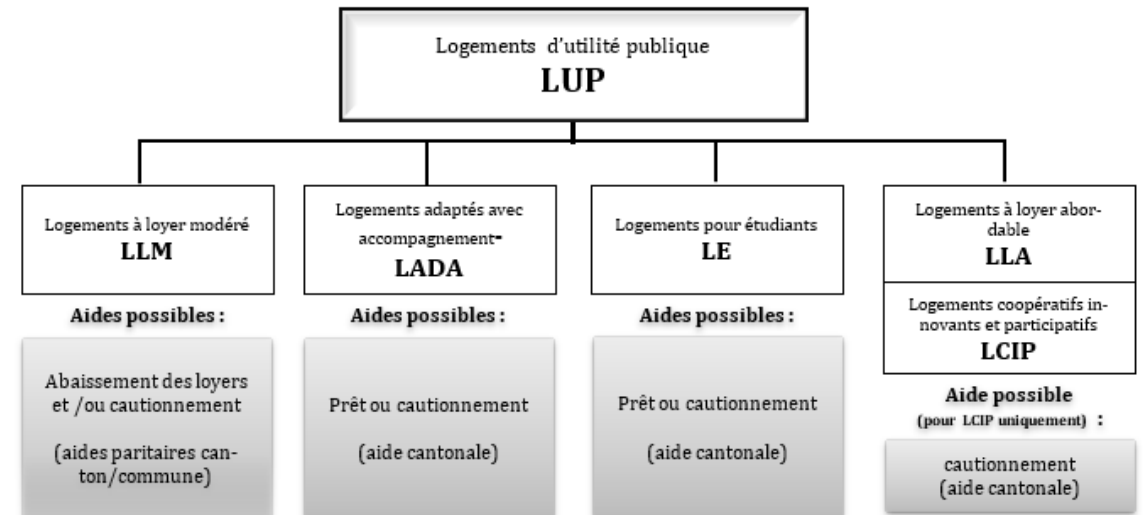 Logements d'utilité publique
LUP
Logements à loyer modéré
LLM
Aides possibles :
Abaissement des loyers
et /ou cautionnement
(aides paritaires can-
ton/commune)
Logements adaptés avec
accompagnement-
LADA
Aides possibles :
Prêt ou cautionnement
(aide cantonale)
Logements pour étudiants
LE
Aides possibles :
Prêt ou cautionnement
(aide cantonale)
Logements à loyer abor-
dable
LLA
Logements coopératifs in-
novants et participatifs
LCIP
Aide possible
(pour LCIP uniquement) :
cautionnement
(aide cantonale)